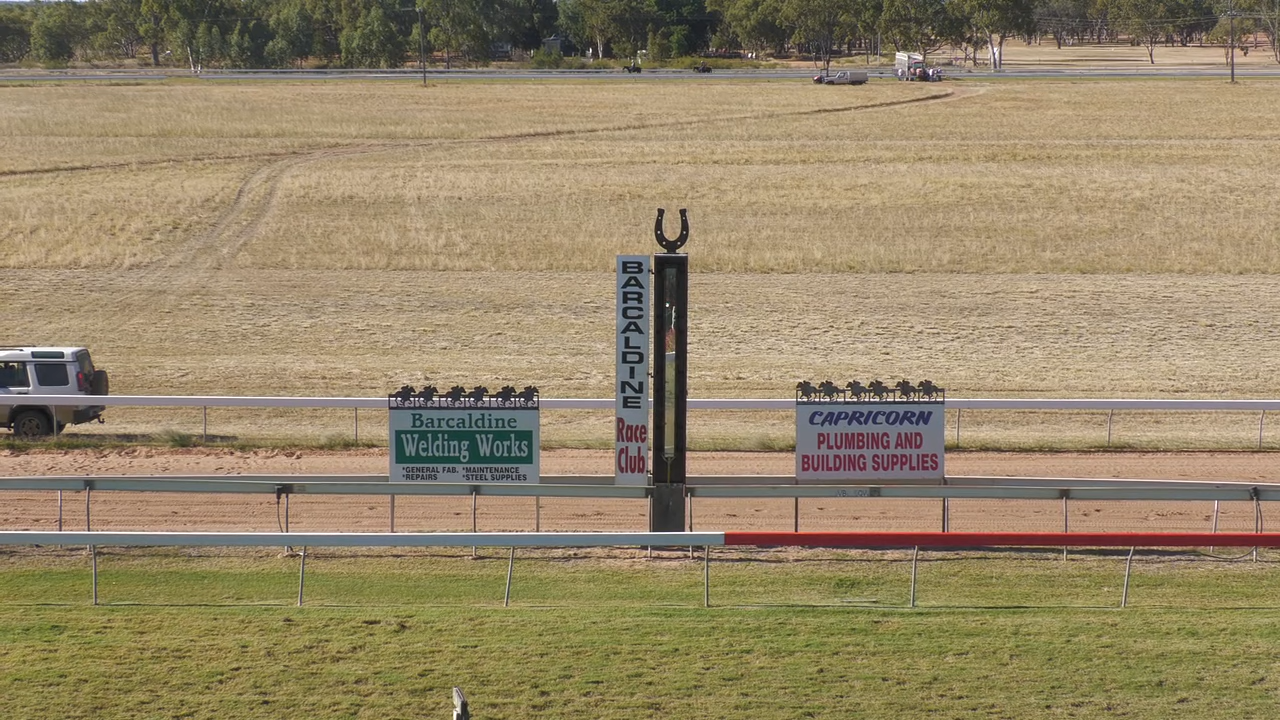 BARCALDINE
Race
Club
Barcaldine
Welding Works
*GENERAL FAB. *MAINTENANCE
*REPAIRS *STEEL SUPPLIES
CAPRICORN
PLUMBING AND
BUILDING SUPPLIES